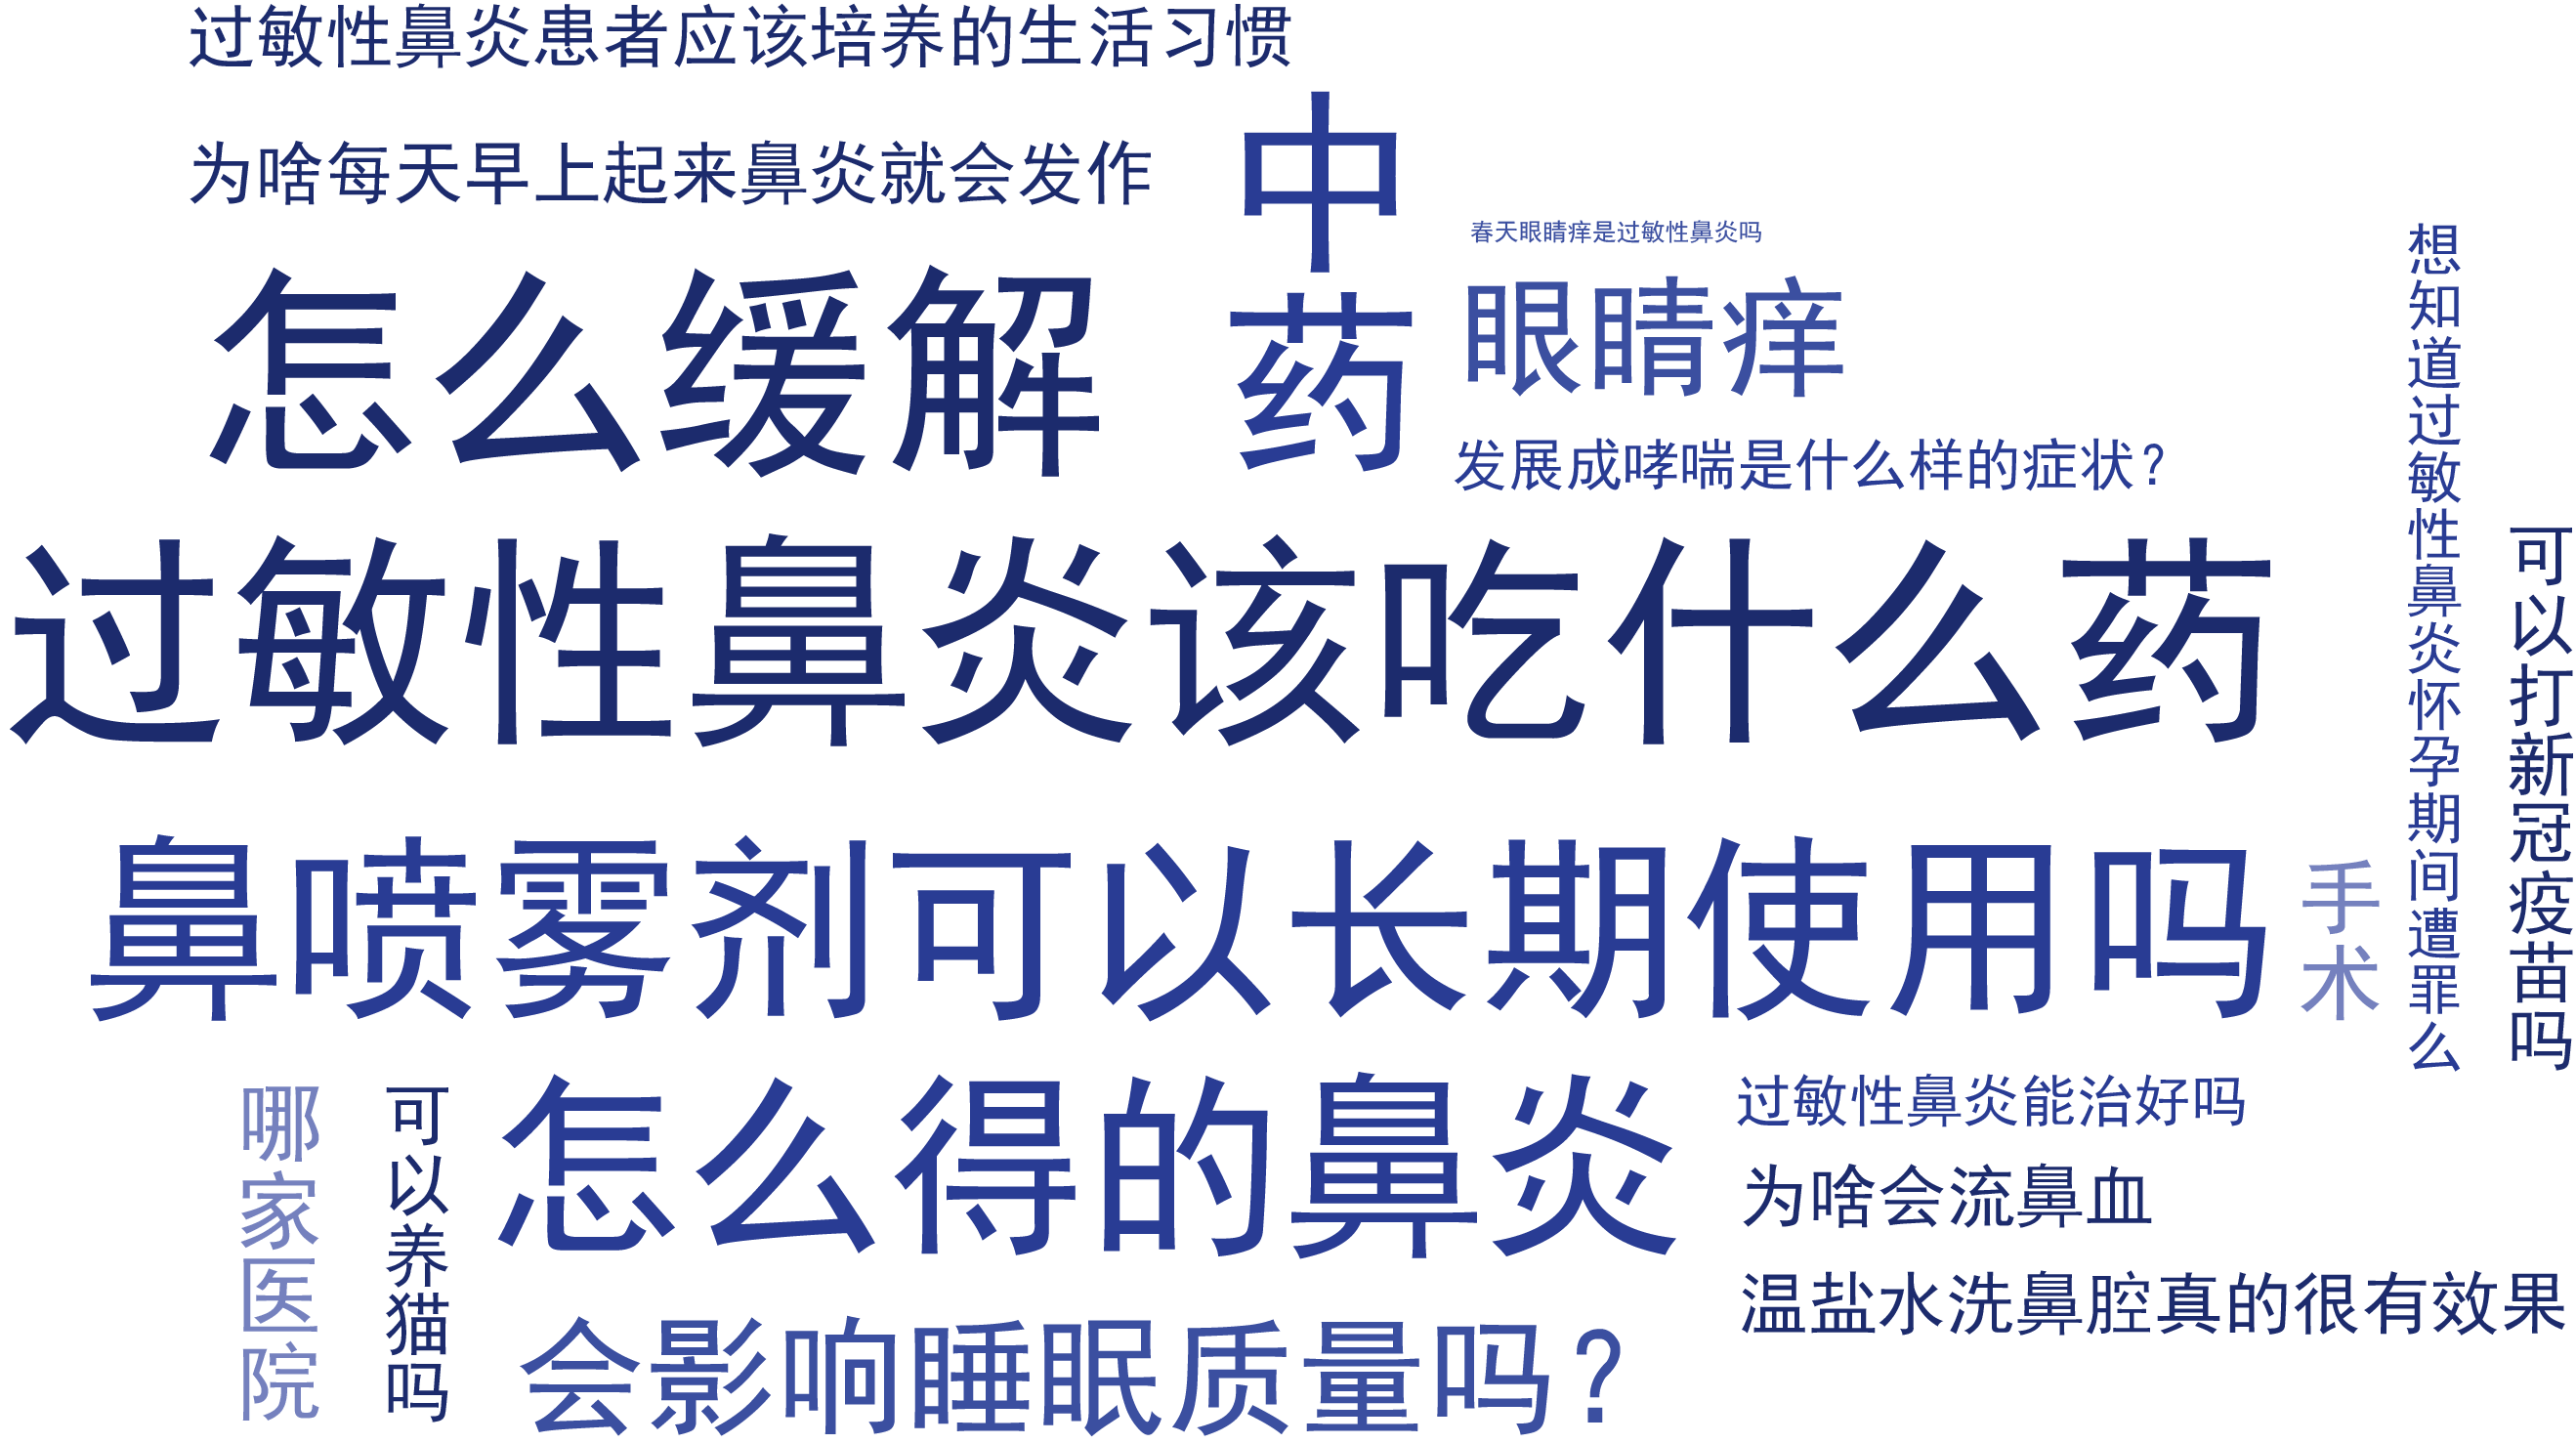 过敏性鼻炎患者应该培养的生活习惯
为啥每天早上起来鼻炎就会发作
中药
春天眼睛痒是过敏性鼻炎吗
怎么缓解
眼睛痒
发展成哮喘是什么样的症状？
想知道过敏性鼻炎怀孕期间遭罪么
可以打新冠疫苗吗
过敏性鼻炎该吃什么药
鼻喷雾剂可以长期使用吗
手术
哪家医院
可以养猫吗
怎么得的鼻炎
过敏性鼻炎能治好吗
为啥会流鼻血
温盐水洗鼻腔真的很有效果
会影响睡眠质量吗？